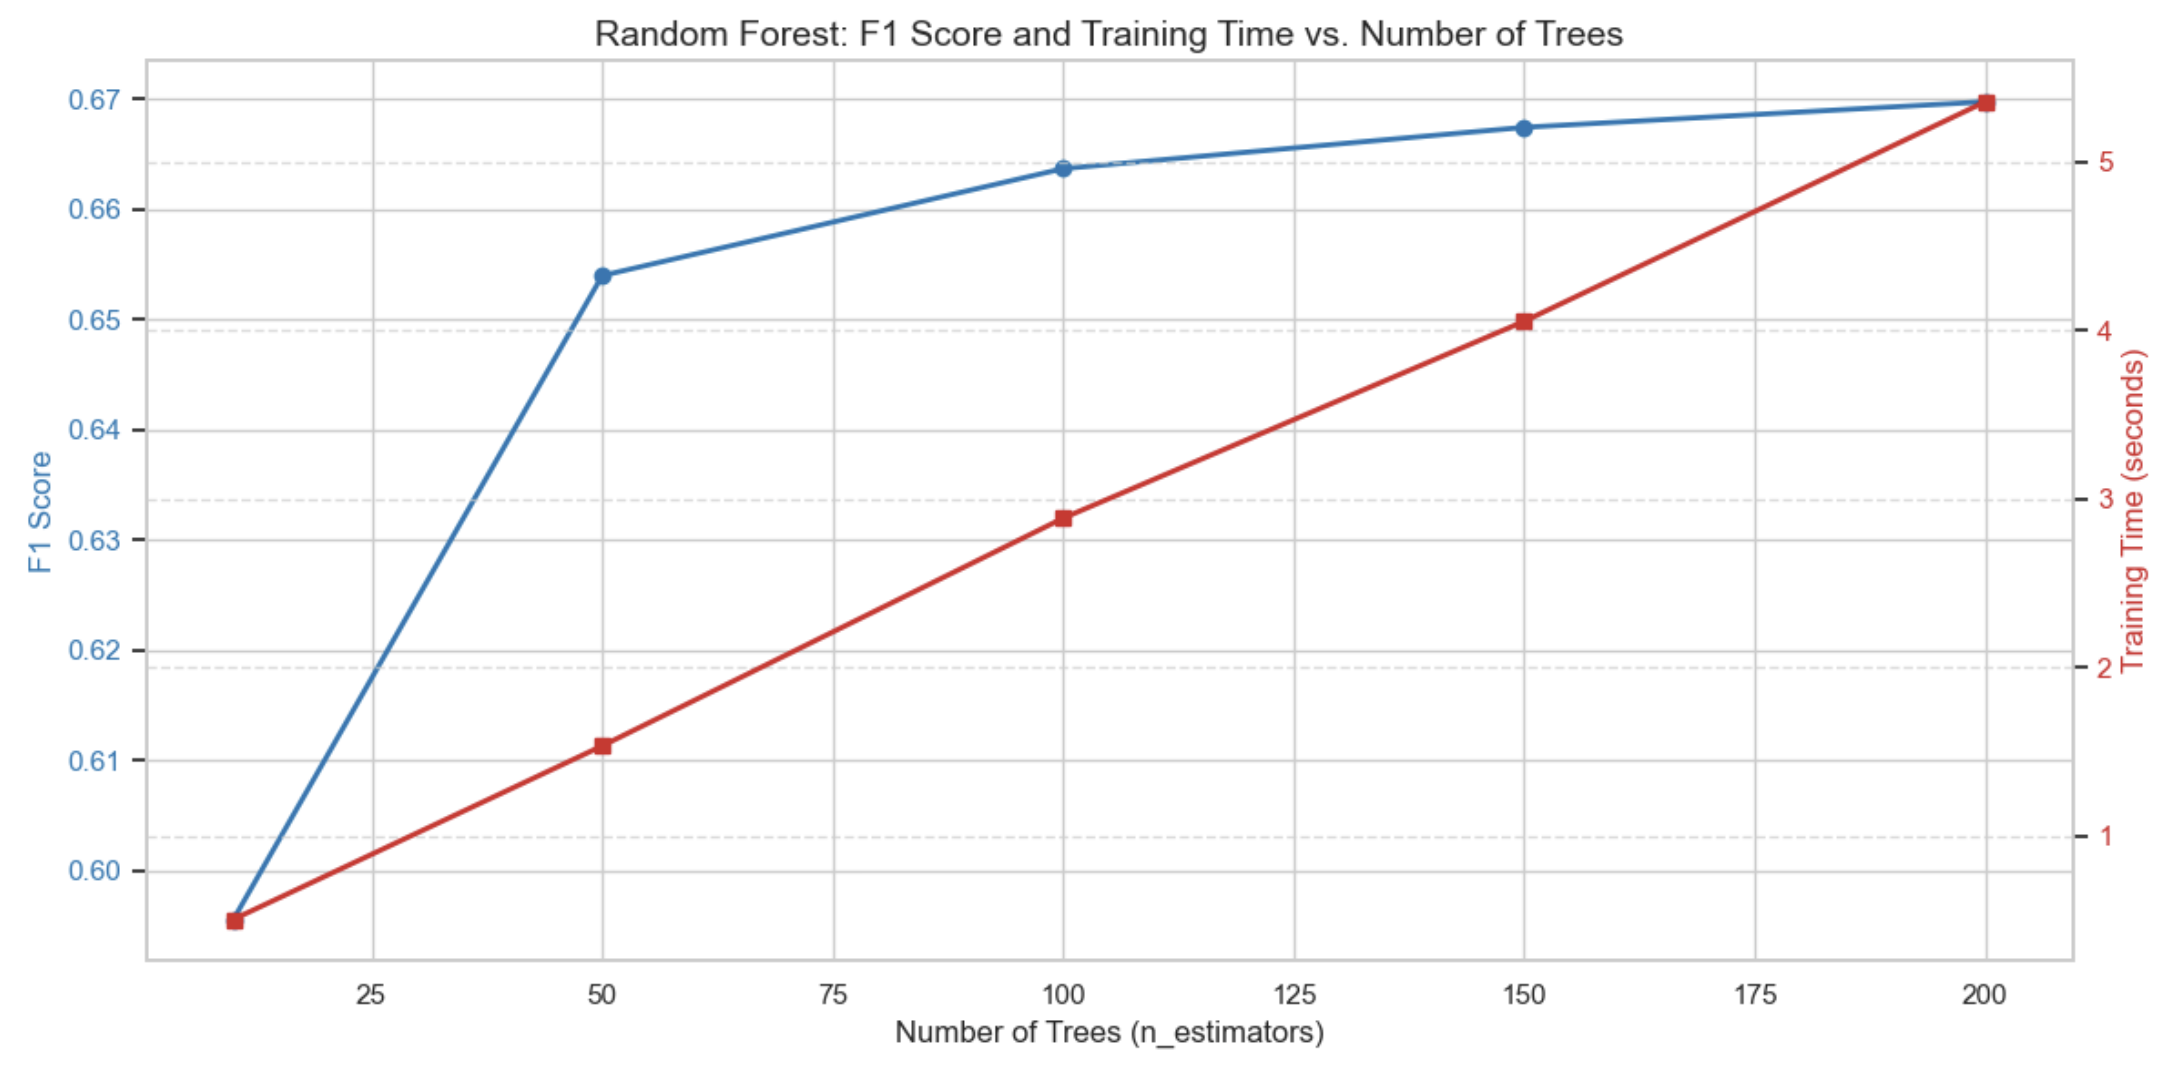 Random Forest: F1 Score and Training Time vs. Number of Trees
F1 Score
0.67
0.66
0.65
0.64
0.63
0.62
0.61
0.60
25 50 75 100 125 150 175 200
Number of Trees (n_estimators)
5
4
3
2
1
Training Time (seconds)